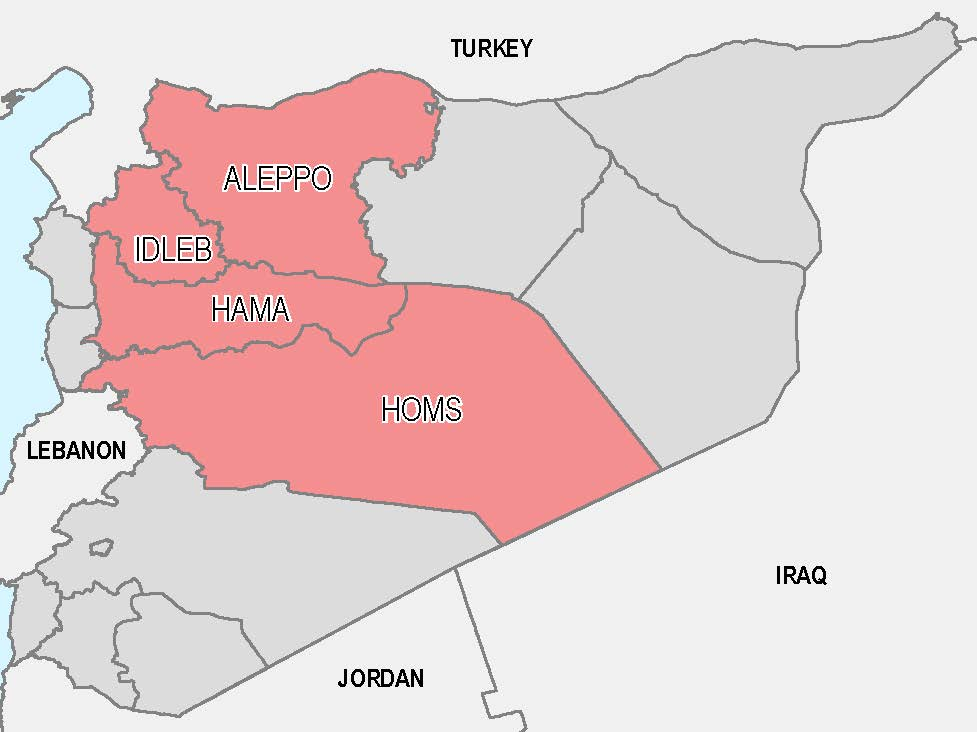 TURKEY
ALEPPO
IDLEB
HAMA
HOMS
LEBANON
IRAQ
JORDAN